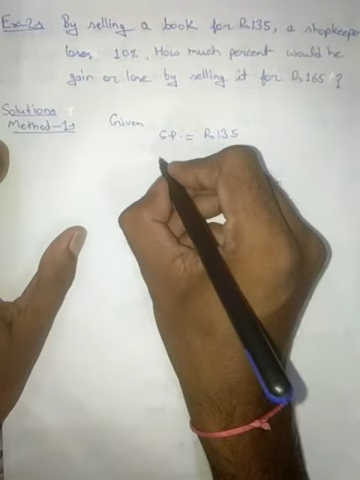 Ex-2:- By selling a book for Rs135, a shopkeeper
loses 10%. How much percent would he
gain or lose by selling it for Rs165?
Solution:
Method-1:- Given
S.P. = Rs135